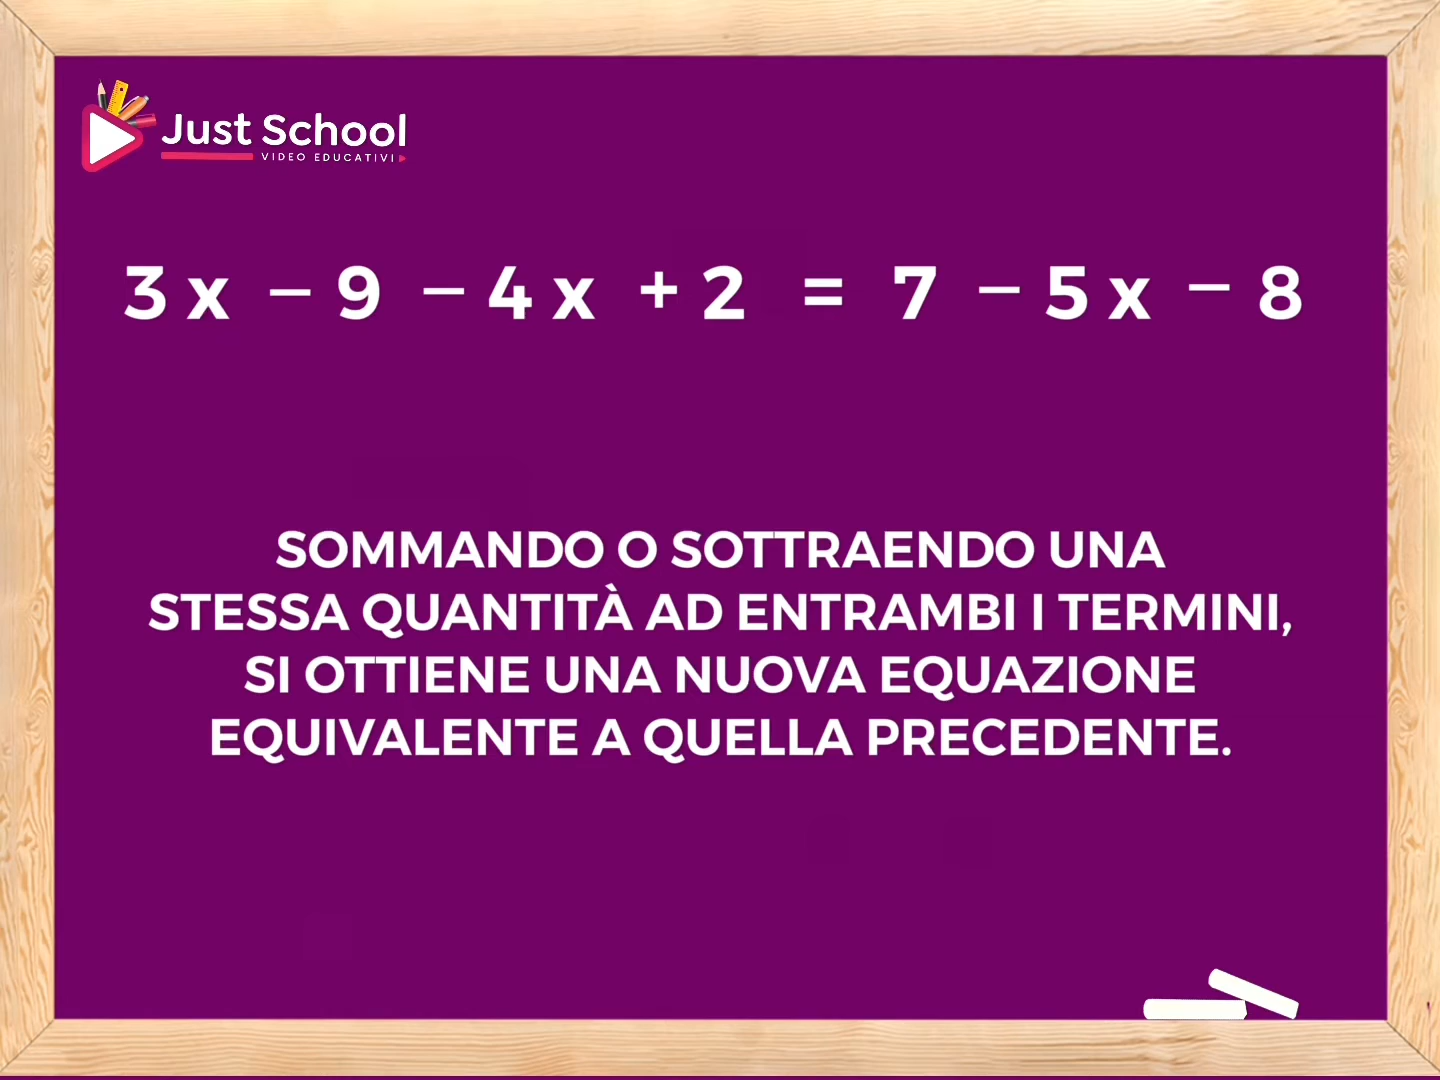 Just School
VIDEO EDUCATIVI
3x – 9 – 4x + 2 = 7 – 5x – 8
SOMMANDO O SOTTRAENDO UNA
STESSA QUANTITÀ AD ENTRAMBI I TERMINI,
SI OTTIENE UNA NUOVA EQUAZIONE
EQUIVALENTE A QUELLA PRECEDENTE.